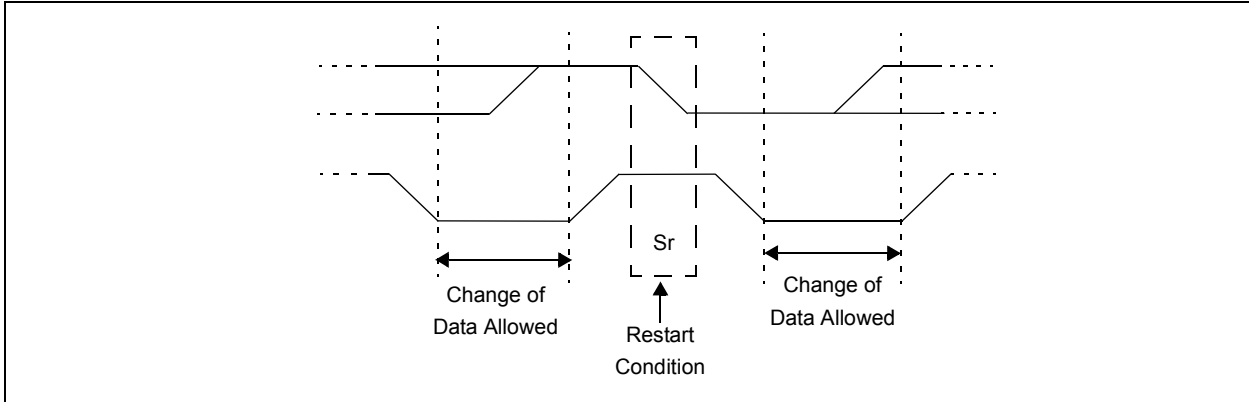 Sr
Change of
Data Allowed
Restart
Condition
Change of
Data Allowed